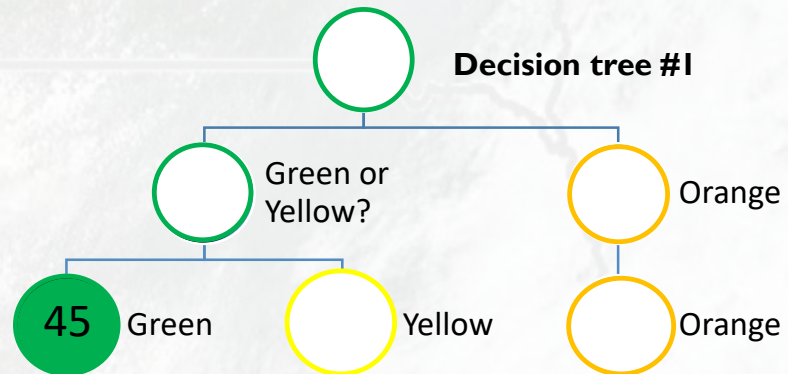 Decision tree #1
Green or
Yellow?
Orange
45
Green
Yellow
Orange